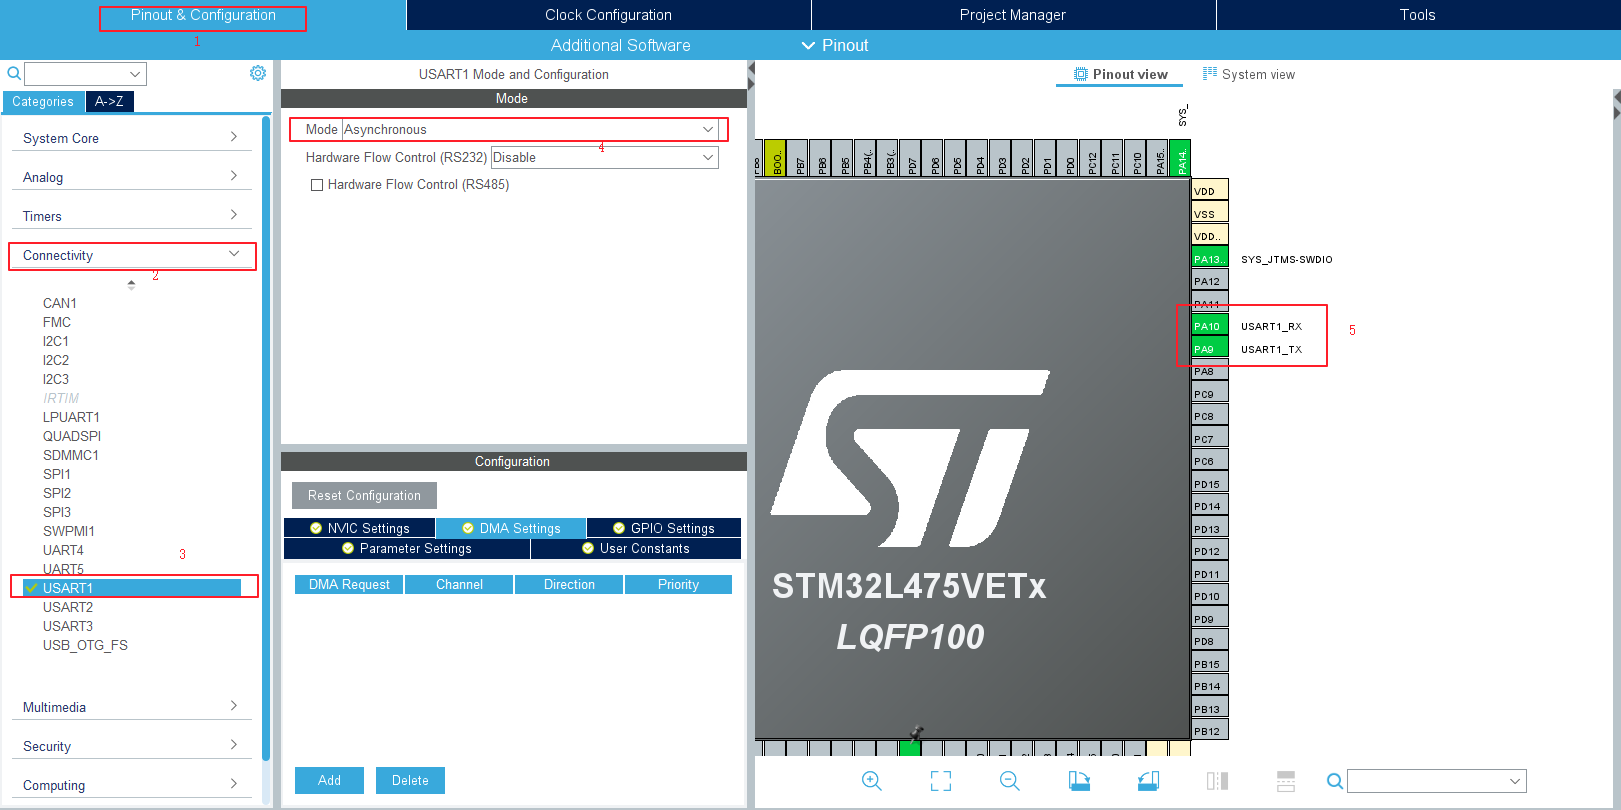 Pinout & Configuration
Clock Configuration
Project Manager
Tools
1
Additional Software
Pinout
Categories
A->Z
System Core
Analog
Timers
Connectivity
2
CAN1
FMC
I2C1
I2C2
I2C3
IRTIM
LPUART1
QUADSPI
SDMMC1
SPI1
SPI2
SPI3
SWPMI1
UART4
UART5
3
USART1
USART2
USART3
USB_OTG_FS
Multimedia
Security
Computing
USART1 Mode and Configuration
Mode
Mode Asynchronous
4
Hardware Flow Control (RS232) Disable
Hardware Flow Control (RS485)
Configuration
Reset Configuration
NVIC Settings
DMA Settings
GPIO Settings
Parameter Settings
User Constants
DMA Request
Channel
Direction
Priority
Add
Delete
Pinout view
System view
SYS_
BOO..
PB7
PB6
PB5
PB4(..
PB3(..
PD7
PD6
PD5
PD4
PD3
PD2
PD1
PD0
PC12
PC11
PC10
PA15..
PA14..
VDD
VSS
VDD..
PA13..
SYS_JTMS-SWDIO
PA12
PA11
PA10
USART1_RX
5
PA9
USART1_TX
PA8
PC9
PC8
PC7
PC6
PD15
PD14
PD13
PD12
PD11
PD10
PD9
PD8
PB15
PB14
PB13
PB12
ST
STM32L475VETx
LQFP100